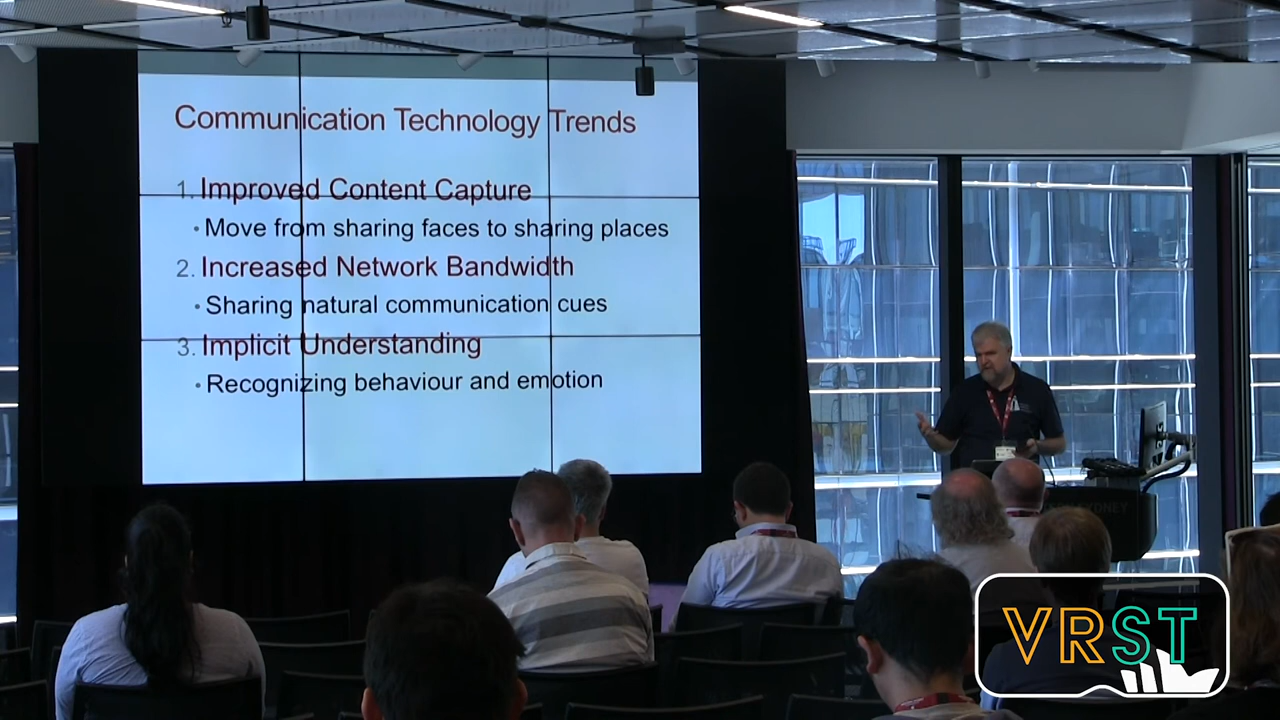 Communication Technology Trends
1. Improved Content Capture
• Move from sharing faces to sharing places
2. Increased Network Bandwidth
• Sharing natural communication cues
3. Implicit Understanding
• Recognizing behaviour and emotion
SYDNEY
VRST